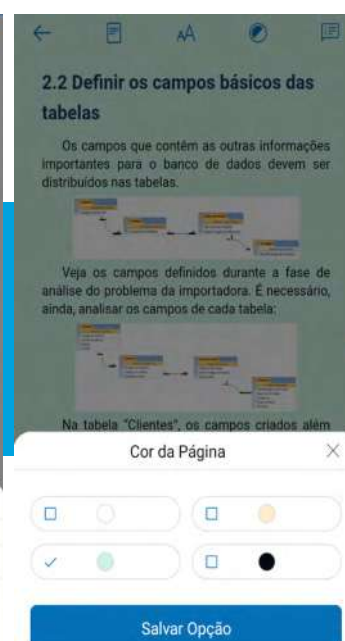 AA
2.2 Definir os campos básicos das
tabelas
Os campos que contêm as outras informações
importantes para o banco de dados devem ser
distribuídos nas tabelas.
Veja os campos definidos durante a fase de
análise do problema da importadora. É necessário,
ainda, analisar os campos de cada tabela:
Na tabela "Clientes", os campos criados além
Cor da Página
Salvar Opção